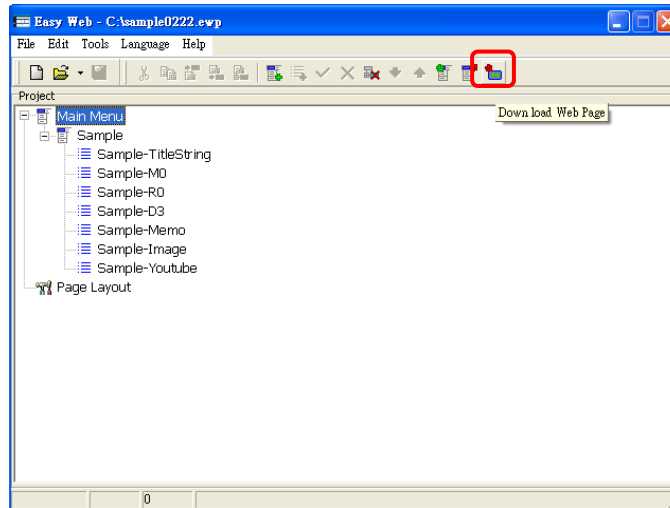 Easy Web - C:\sample0222.ewp
File Edit Tools Language Help
Project
Down load Web Page
Main Menu
Sample
Sample-TitleString
Sample-M0
Sample-R0
Sample-D3
Sample-Memo
Sample-Image
Sample-Youtube
Page Layout
0